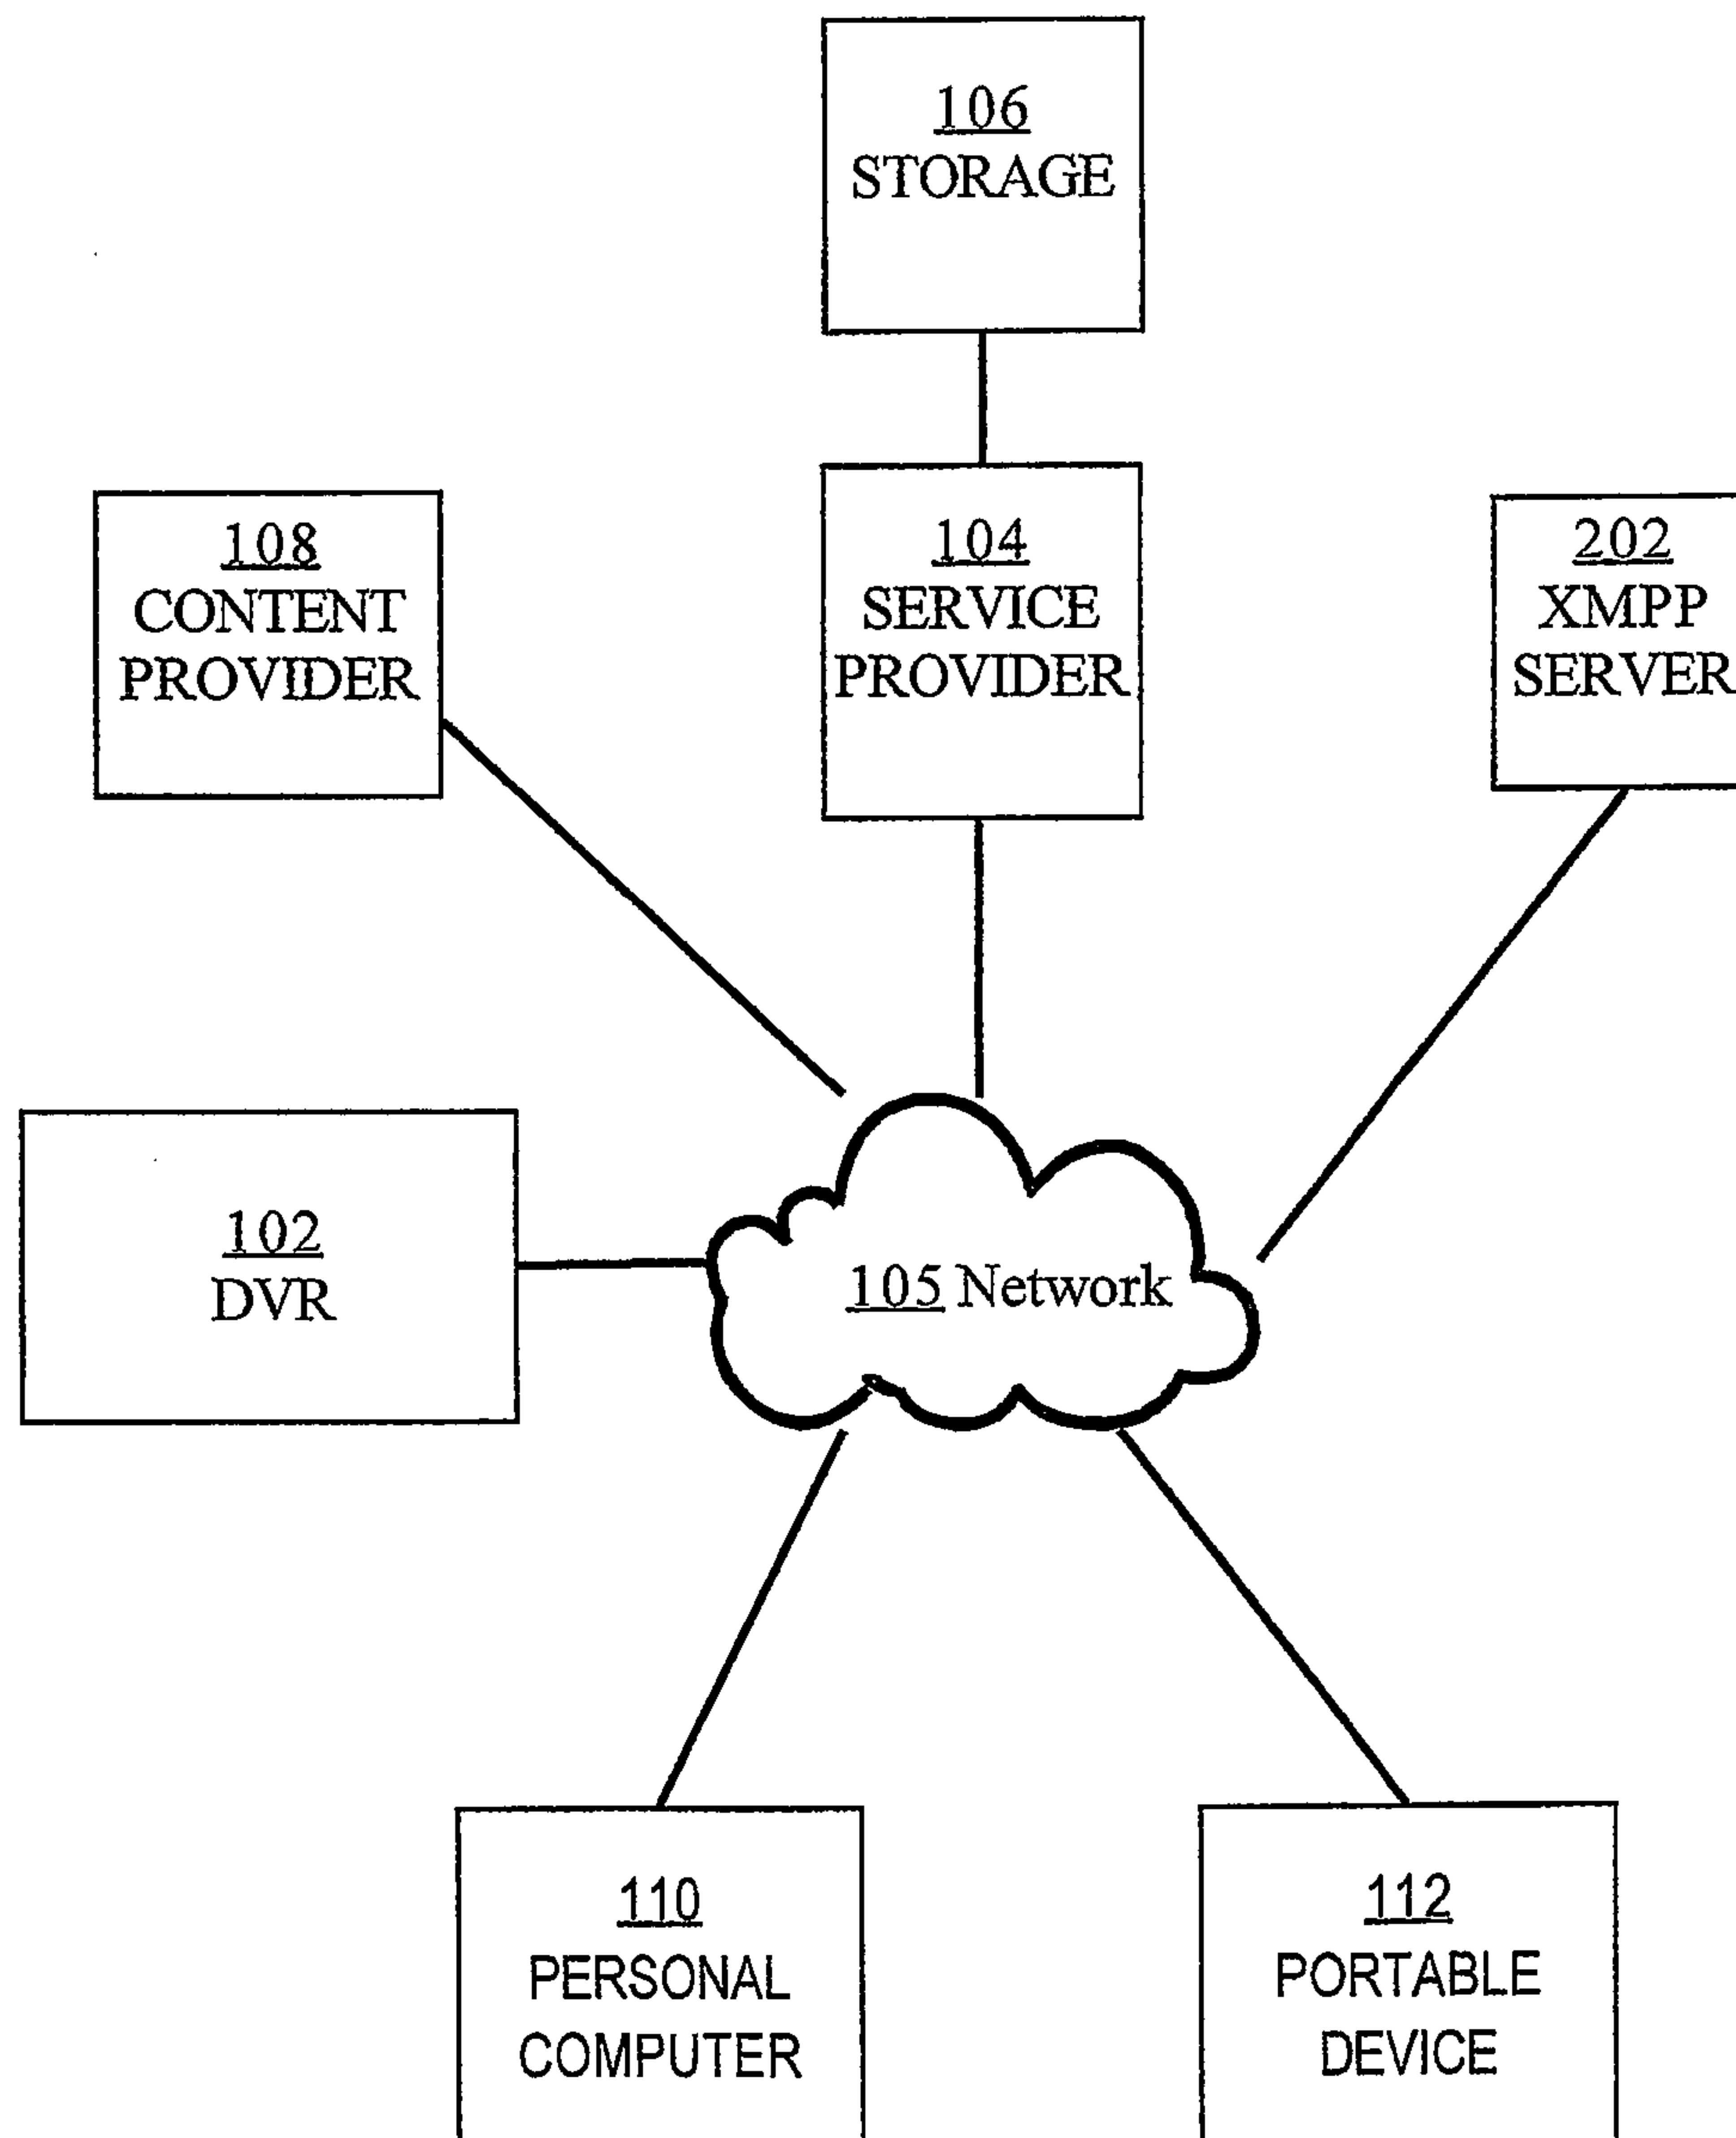 106
STORAGE
108
CONTENT
PROVIDER
104
SERVICE
PROVIDER
202
XMPP
SERVER
102
DVR
105 Network
110
PERSONAL
COMPUTER
112
PORTABLE
DEVICE